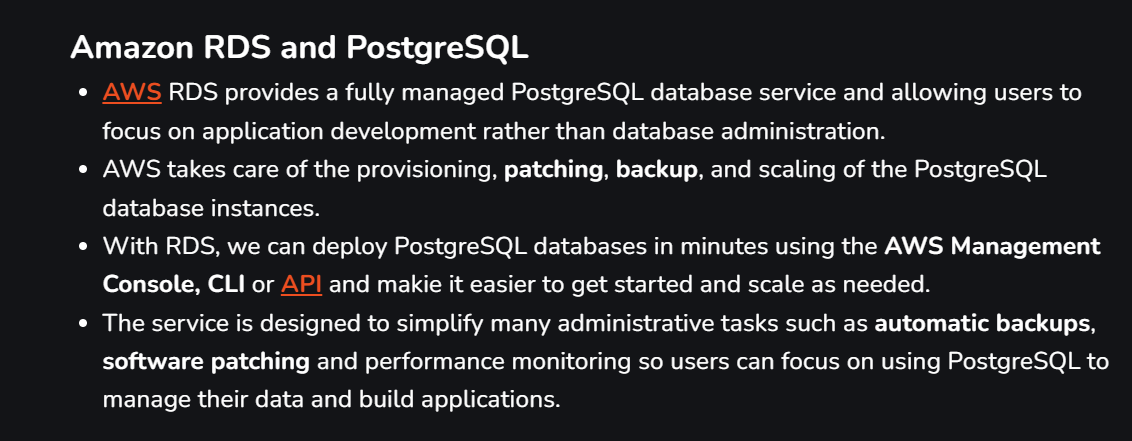 Amazon RDS and PostgreSQL
• AWS RDS provides a fully managed PostgreSQL database service and allowing users to
focus on application development rather than database administration.
• AWS takes care of the provisioning, patching, backup, and scaling of the PostgreSQL
database instances.
• With RDS, we can deploy PostgreSQL databases in minutes using the AWS Management
Console, CLI or API and makie it easier to get started and scale as needed.
• The service is designed to simplify many administrative tasks such as automatic backups,
software patching and performance monitoring so users can focus on using PostgreSQL to
manage their data and build applications.